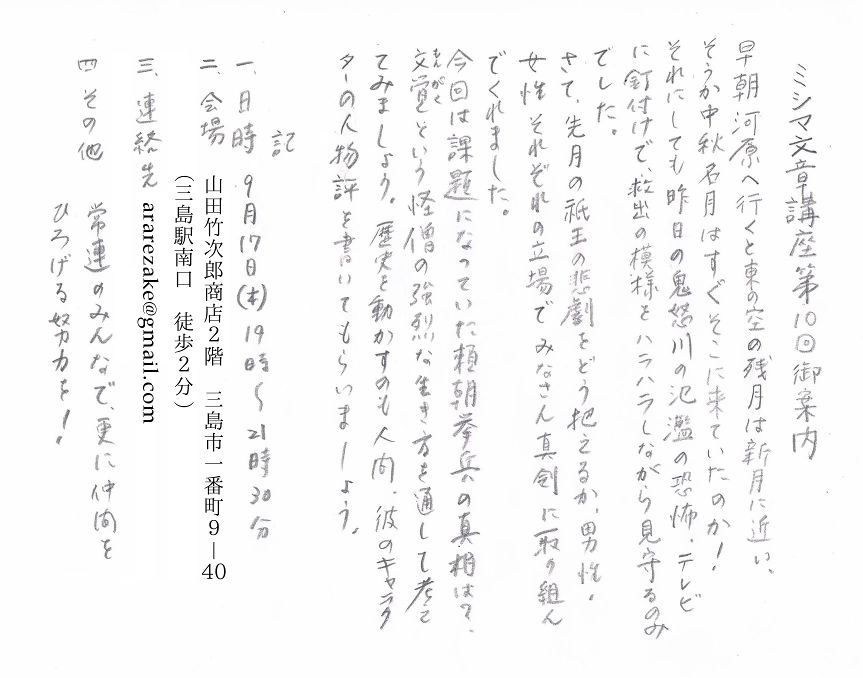 ミシマ文章講座第10回御案内
早朝河原へ行くと東の空の残月は新月に近い、
そうか中秋名月はすぐそこに来ていたのか!
それにしても昨日の鬼怒川の氾濫の恐怖、テレビ
に釘付けで、救出の模様をハラハラしながら見守るのみ
でした。
さて、先月の祇王の悲劇をどう把えるか、男性・
女性それぞれの立場でみなさん真剣に取り組ん
でくれました。
今回は課題になっていた頼朝挙兵の真相は?、
文覚(もんがく)という怪僧の強烈な生き方を通して考え
てみましょう。歴史を動かすのも人間、彼のキャラク
ターの人物評を書いてもらいましょう。
記
一、日時 9月17日(木)19時~21時30分
二、会場 山田竹次郎商店2階 三島市一番町9―40
(三島駅南口 徒歩2分)
三、連絡先 ararezake@gmail.com
四 その他 常連のみんなで、更に仲間を
ひろげる努力を!